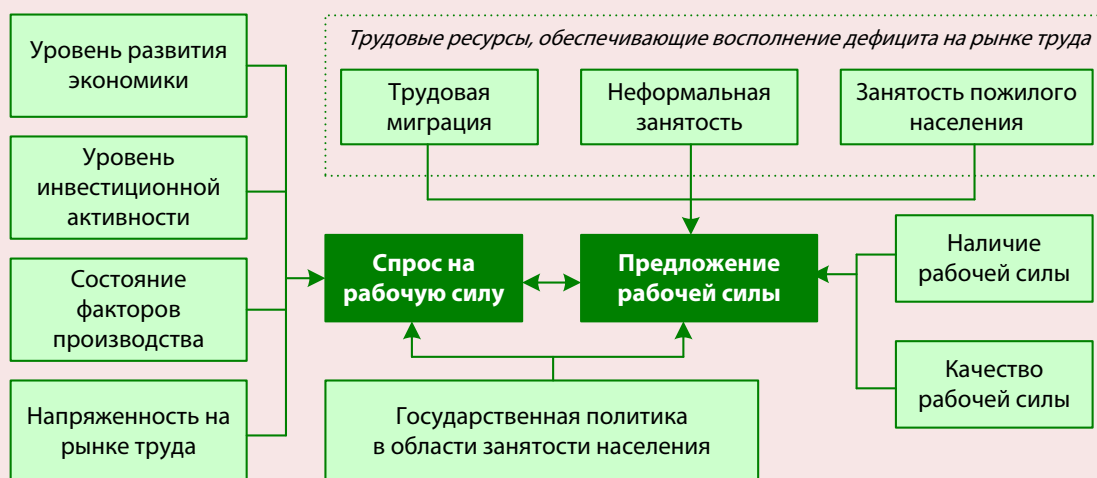 Уровень развития
экономики
Уровень
инвестиционной
активности
Состояние
факторов
производства
Напряженность на
рынке труда
Трудовые ресурсы, обеспечивающие восполнение дефицита на рынке труда
Трудовая
миграция
Неформальная
занятость
Занятость пожилого
населения
Спрос на
рабочую силу
Предложение
рабочей силы
Наличие
рабочей силы
Качество
рабочей силы
Государственная политика
в области занятости населения